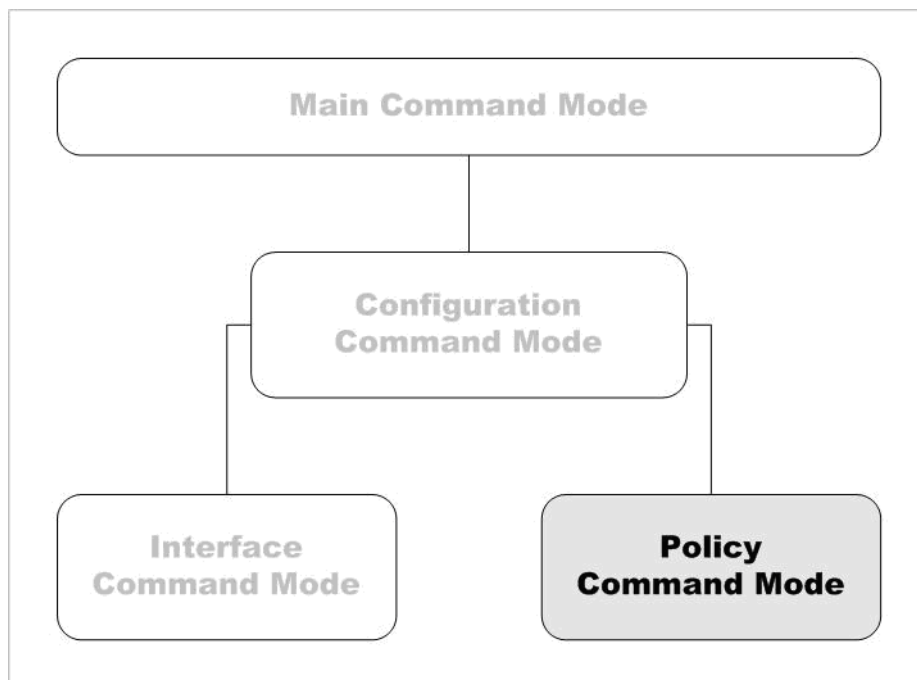 Main Command Mode
Configuration
Command Mode
Interface
Command Mode
Policy
Command Mode